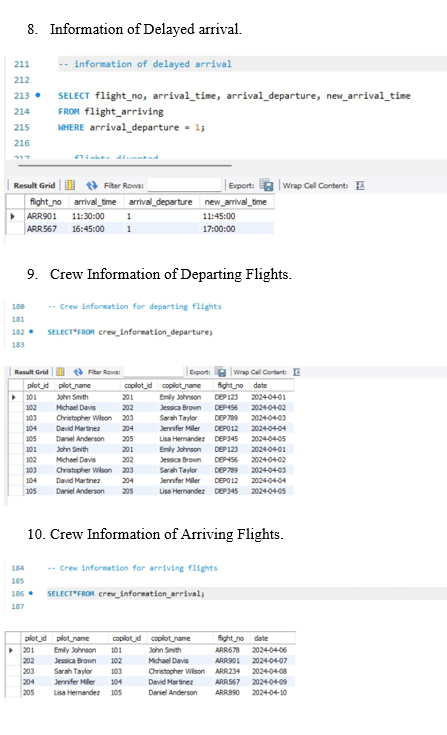 8. Information of Delayed arrival.
211 -- information of delayed arrival
212
213 SELECT flight_no, arrival_time, arrival_departure, new_arrival_time
214 FROM flight_arriving
215 WHERE arrival_departure = 1;
216
217 flights diverted
Result Grid Filter Rows: Export: Wrap Cell Content:
flight_no arrival_time arrival_departure new_arrival_time
ARR901 11:30:00 1 11:45:00
ARR567 16:45:00 1 17:00:00
9. Crew Information of Departing Flights.
180 -- Crew information for departing flights
181
182 SELECT*FROM crew_information_departure;
183
Result Grid Filter Rows: Export: Wrap Cell Content:
pilot_id pilot_name copilot_id copilot_name flight_no date
101 John Smith 201 Emily Johnson DEP123 2024-04-01
102 Michael Davis 202 Jessica Brown DEP456 2024-04-02
103 Christopher Wilson 203 Sarah Taylor DEP789 2024-04-03
104 David Martinez 204 Jennifer Miller DEP012 2024-04-04
105 Daniel Anderson 205 Lisa Hernandez DEP345 2024-04-05
101 John Smith 201 Emily Johnson DEP123 2024-04-01
102 Michael Davis 202 Jessica Brown DEP456 2024-04-02
103 Christopher Wilson 203 Sarah Taylor DEP789 2024-04-03
104 David Martinez 204 Jennifer Miller DEP012 2024-04-04
105 Daniel Anderson 205 Lisa Hernandez DEP345 2024-04-05
10. Crew Information of Arriving Flights.
184 -- Crew information for arriving flights
185
186 SELECT*FROM crew_information_arrival;
187
pilot_id pilot_name copilot_id copilot_name flight_no date
201 Emily Johnson 101 John Smith ARR678 2024-04-06
202 Jessica Brown 102 Michael Davis ARR901 2024-04-07
203 Sarah Taylor 103 Christopher Wilson ARR234 2024-04-08
204 Jennifer Miller 104 David Martinez ARR567 2024-04-09
205 Lisa Hernandez 105 Daniel Anderson ARR890 2024-04-10